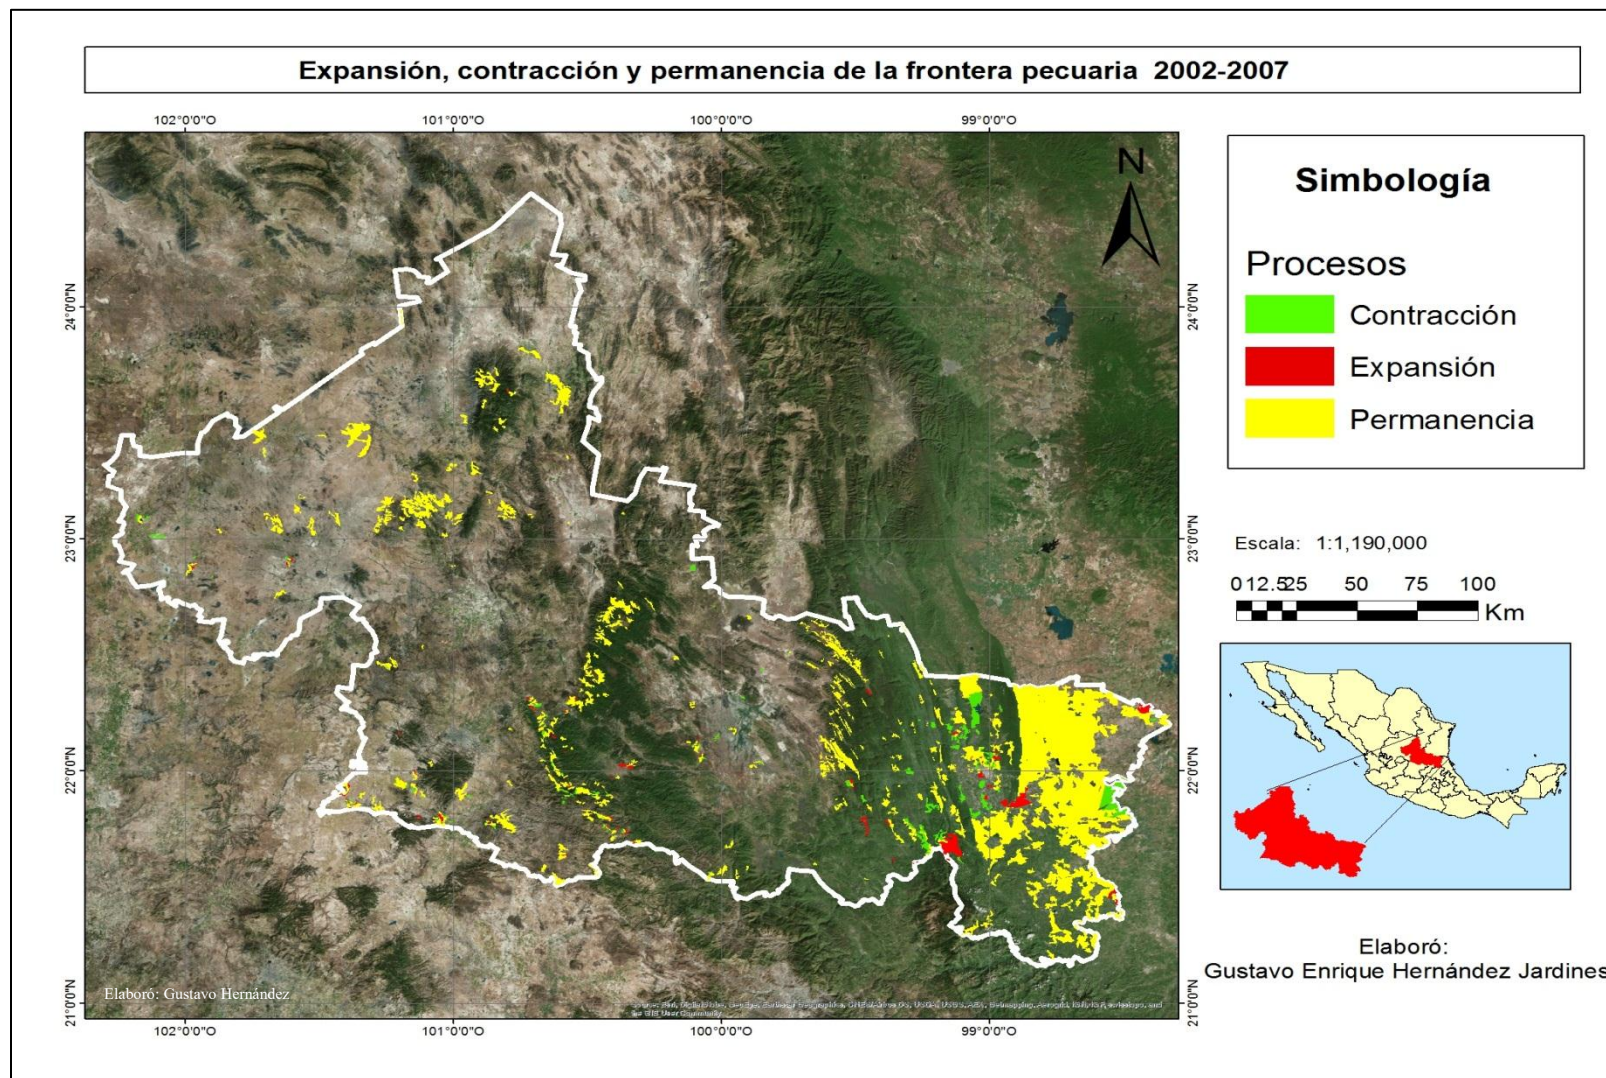 Expansión, contracción y permanencia de la frontera pecuaria 2002-2007
102°0'0"O 101°0'0"O 100°0'0"O 99°0'0"O
N
24°0'0"N 24°0'0"N
23°0'0"N 23°0'0"N
22°0'0"N 22°0'0"N
21°0'0"N 21°0'0"N
Elaboró: Gustavo Hernández
GIS User Community
102°0'0"O 101°0'0"O 100°0'0"O 99°0'0"O
Simbología
Procesos
Contracción
Expansión
Permanencia
Escala: 1:1,190,000
0 12.5 25 50 75 100
Km
Elaboró:
Gustavo Enrique Hernández Jardines